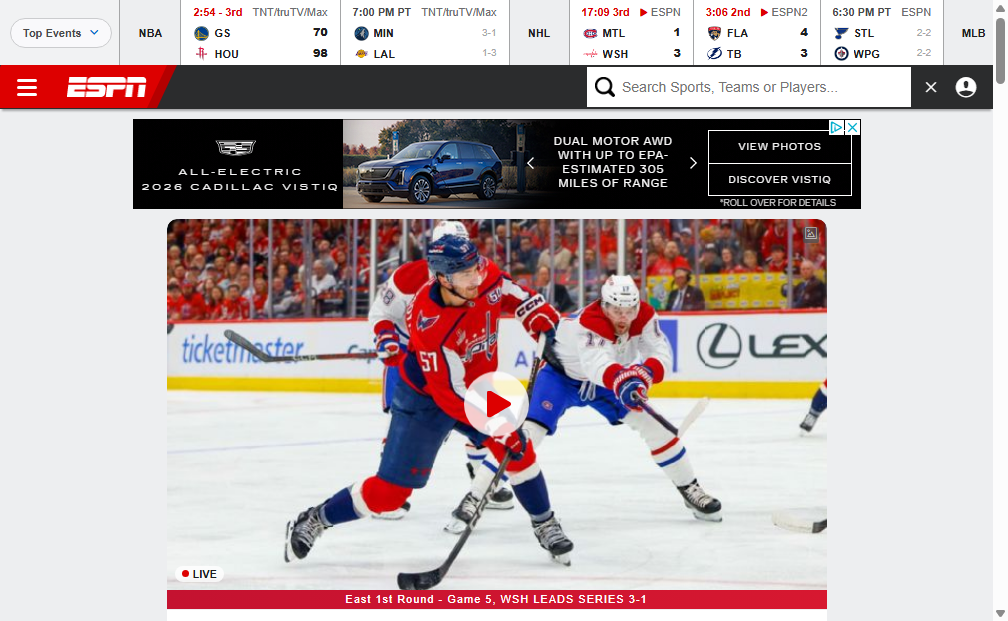 Top Events
NBA
2:54 - 3rd TNT/truTV/Max
GS 70
HOU 98
7:00 PM PT TNT/truTV/Max
MIN 3-1
LAL 1-3
NHL
17:09 3rd ESPN
MTL 1
WSH 3
3:06 2nd ESPN2
FLA 4
TB 3
6:30 PM PT ESPN
STL 2-2
WPG 2-2
MLB
ESPN
Search Sports, Teams or Players...
ALL-ELECTRIC
2026 CADILLAC VISTIQ
DUAL MOTOR AWD
WITH UP TO EPA-
ESTIMATED 305
MILES OF RANGE
VIEW PHOTOS
DISCOVER VISTIQ
*ROLL OVER FOR DETAILS
57
CCM
17
ticketmaster
LEX
57
LIVE
East 1st Round - Game 5, WSH LEADS SERIES 3-1